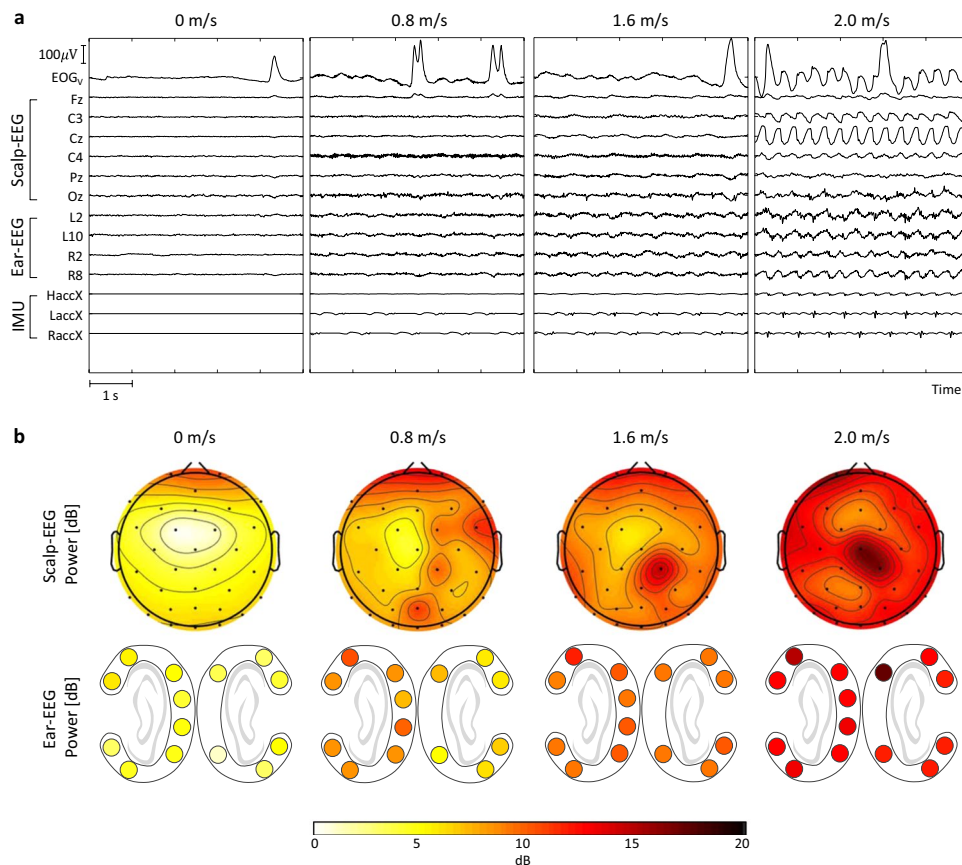 a
0 m/s 0.8 m/s 1.6 m/s 2.0 m/s
100μV
EOGV
Scalp-EEG
Fz
C3
Cz
C4
Pz
Oz
Ear-EEG
L2
L10
R2
R8
IMU
HaccX
LaccX
RaccX
1 s
Time
b
0 m/s 0.8 m/s 1.6 m/s 2.0 m/s
Scalp-EEG
Power [dB]
Ear-EEG
Power [dB]
0 5 10 15 20
dB